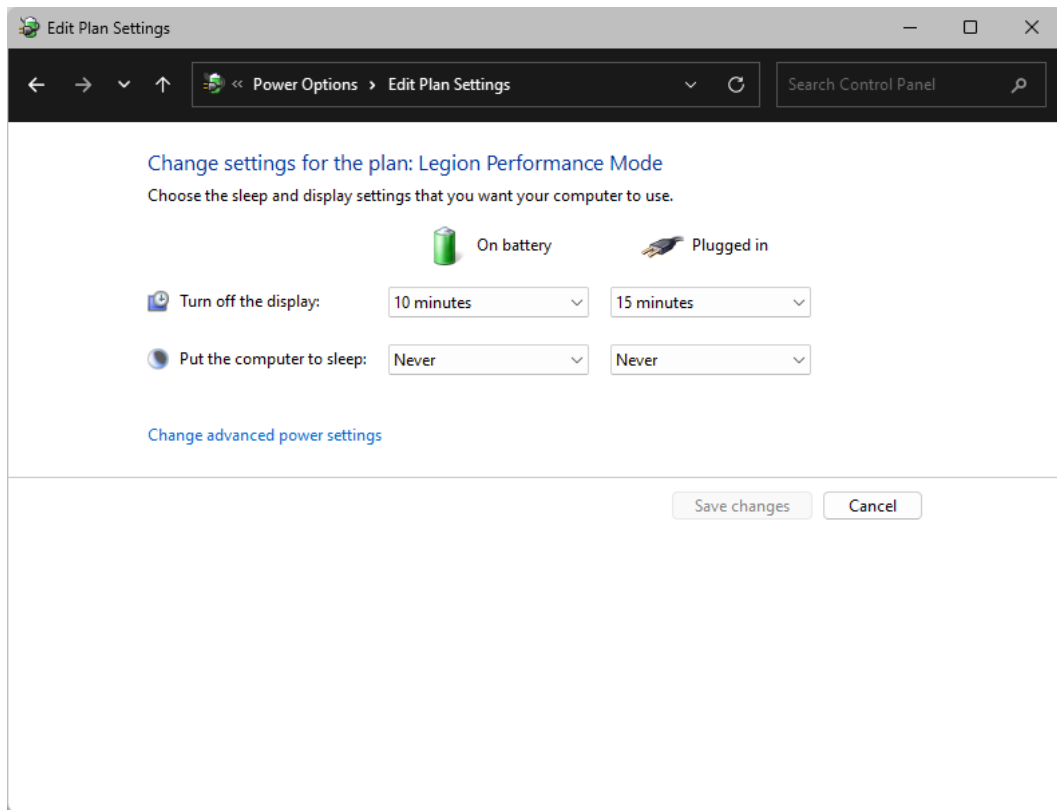 Edit Plan Settings
« Power Options > Edit Plan Settings
Search Control Panel
Change settings for the plan: Legion Performance Mode
Choose the sleep and display settings that you want your computer to use.
On battery Plugged in
Turn off the display: 10 minutes 15 minutes
Put the computer to sleep: Never Never
Change advanced power settings
Save changes Cancel